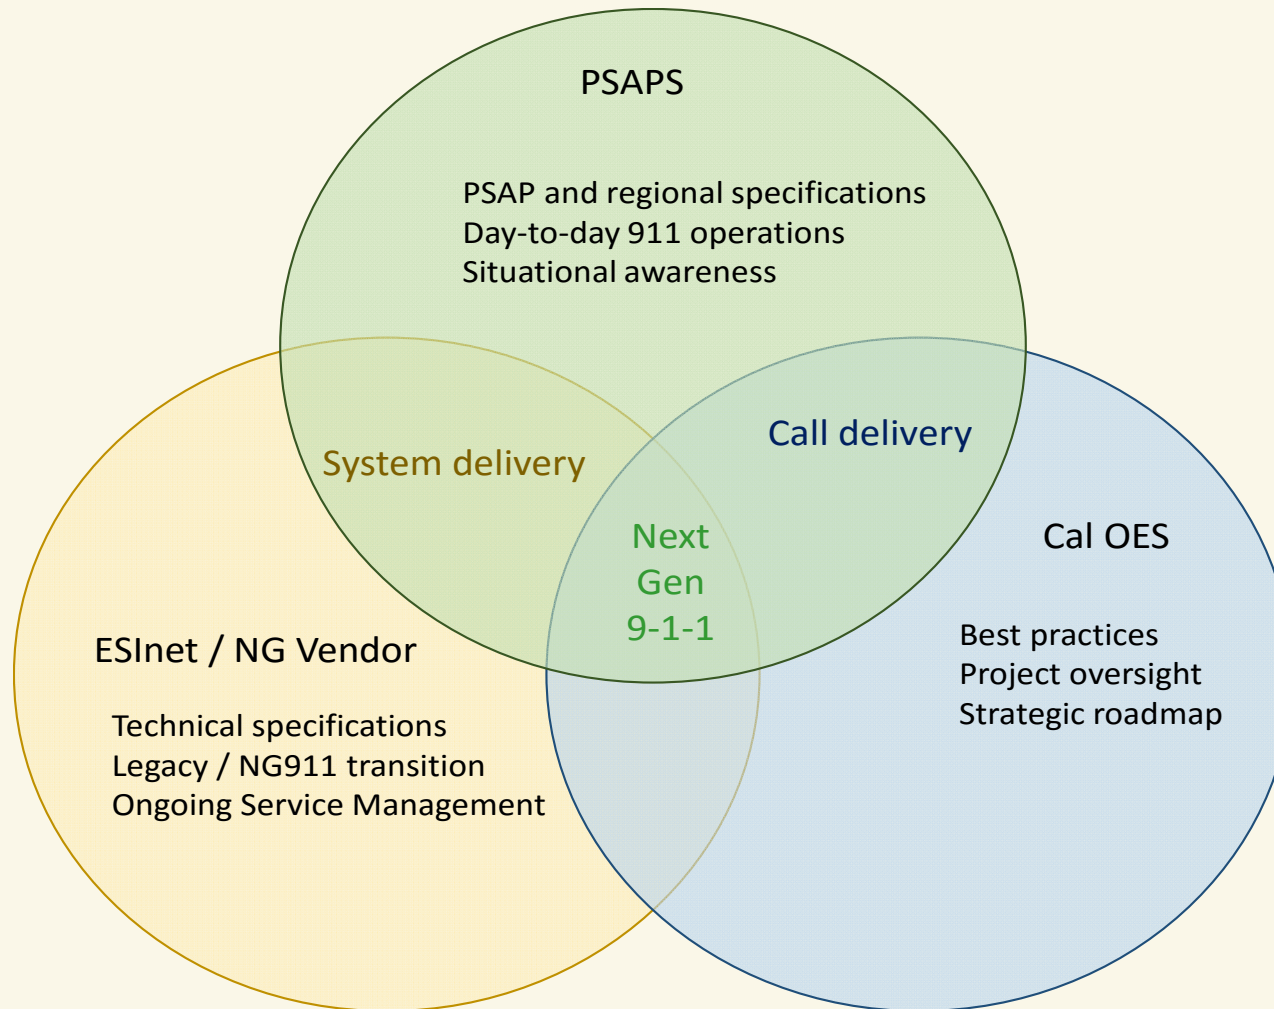 PSAPS
PSAP and regional specifications
Day-to-day 911 operations
Situational awareness
System delivery
Call delivery
Next
Gen
9-1-1
ESInet / NG Vendor
Technical specifications
Legacy / NG911 transition
Ongoing Service Management
Cal OES
Best practices
Project oversight
Strategic roadmap